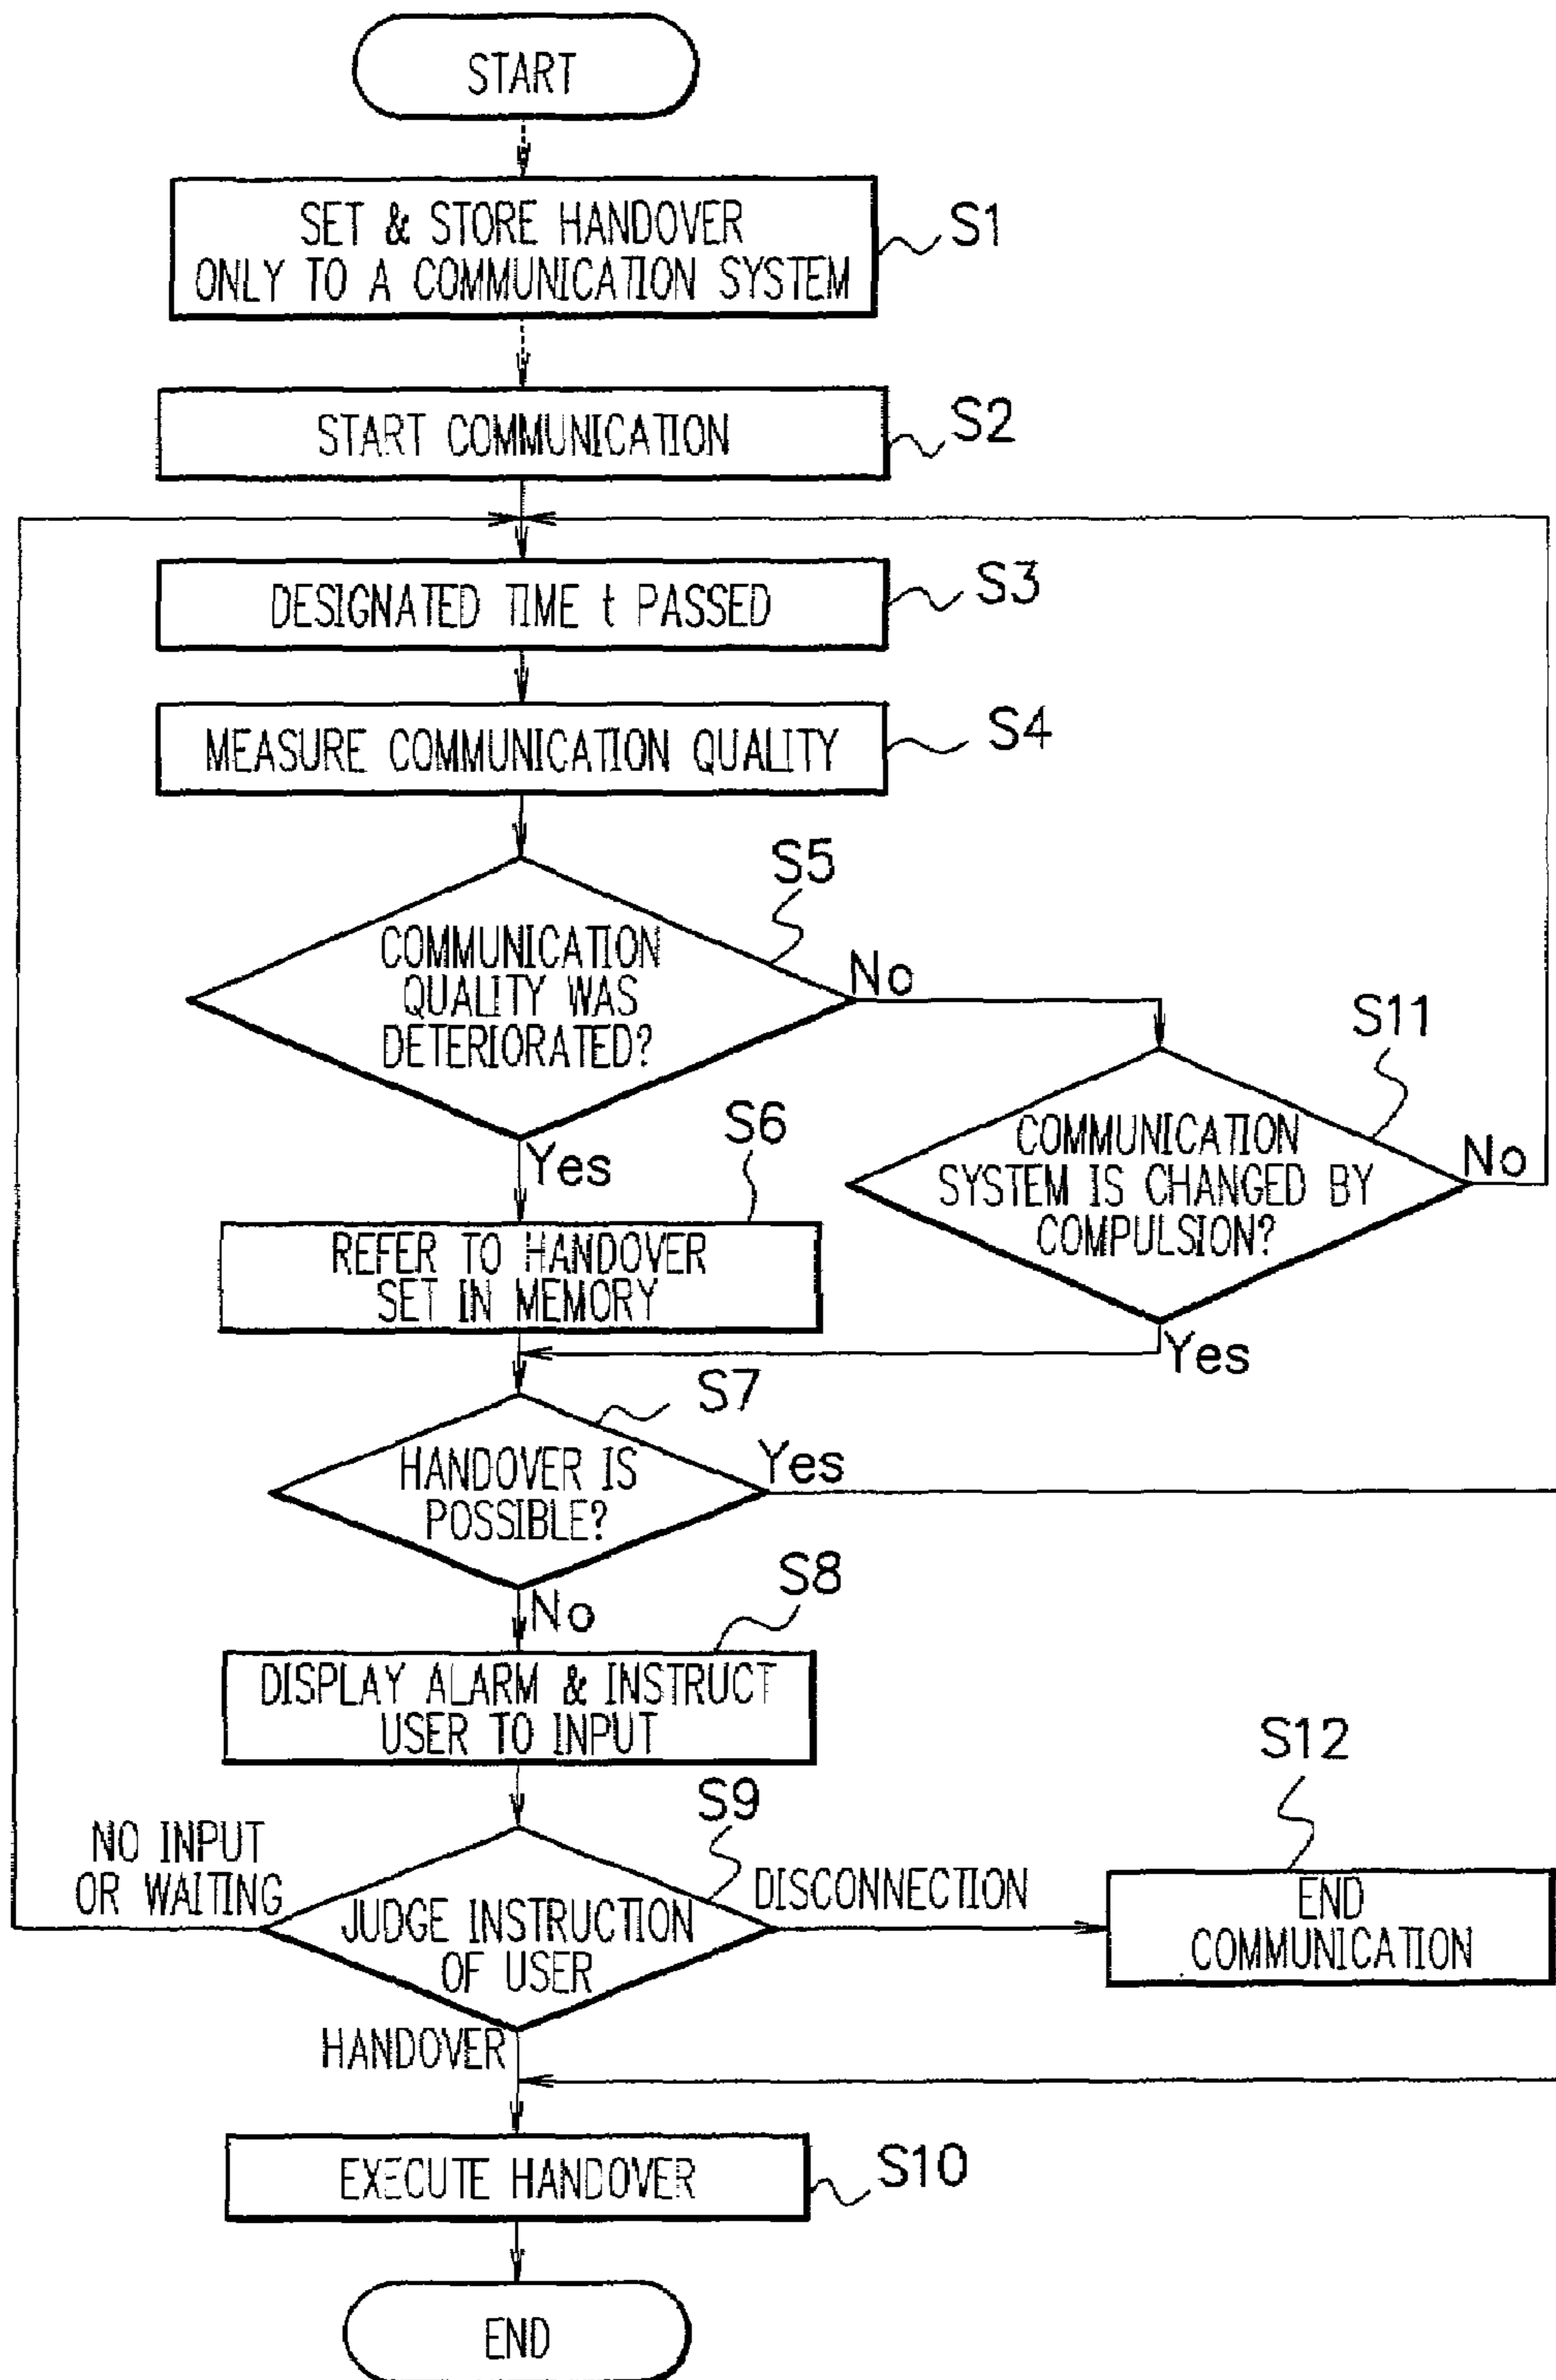 START
SET & STORE HANDOVER
ONLY TO A COMMUNICATION SYSTEM
S1
START COMMUNICATION
S2
DESIGNATED TIME t PASSED
S3
MEASURE COMMUNICATION QUALITY
S4
S5
COMMUNICATION
QUALITY WAS
DETERIORATED?
No
Yes
S11
COMMUNICATION
SYSTEM IS CHANGED BY
COMPULSION?
No
Yes
S6
REFER TO HANDOVER
SET IN MEMORY
S7
HANDOVER IS
POSSIBLE?
Yes
No
S8
DISPLAY ALARM & INSTRUCT
USER TO INPUT
S9
NO INPUT
OR WAITING
JUDGE INSTRUCTION
OF USER
DISCONNECTION
S12
END
COMMUNICATION
HANDOVER
EXECUTE HANDOVER
S10
END